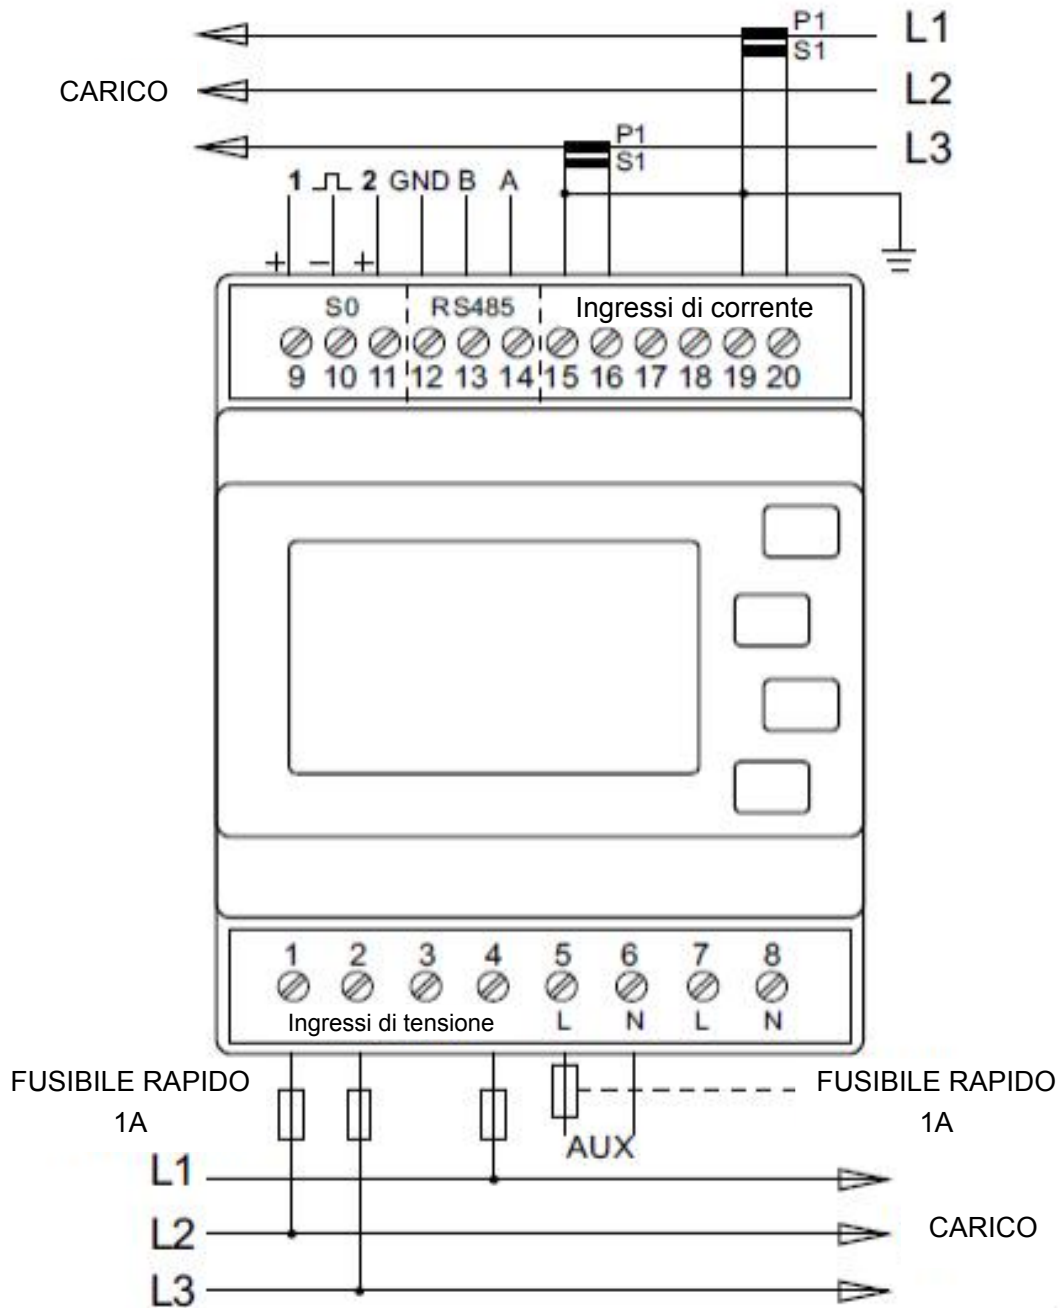 P1 L1
S1
CARICO L2
P1 L3
S1
1 2 GND B A
+ - +
S0 RS485 Ingressi di corrente
9 10 11 12 13 14 15 16 17 18 19 20
1 2 3 4 5 6 7 8
Ingressi di tensione L N L N
FUSIBILE RAPIDO
1A
FUSIBILE RAPIDO
1A
AUX
L1
L2 CARICO
L3